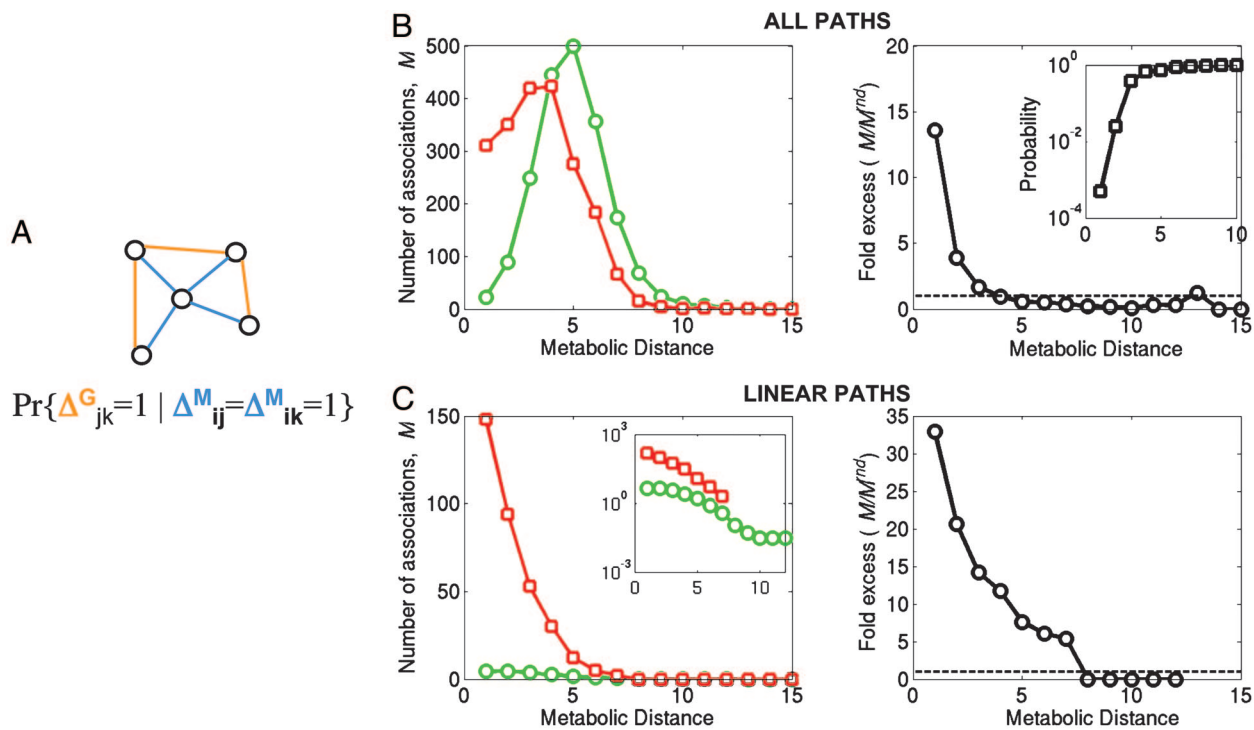 A
Pr{Δ^G_jk=1 | Δ^M_ij=Δ^M_ik=1}
B
ALL PATHS
Number of associations, M
500
400
300
200
100
0
0 5 10 15
Metabolic Distance
Fold excess ( M/M^rnd)
20
15
10
5
0
0 5 10 15
Metabolic Distance
Probability
10^0
10^-2
10^-4
0 5 10
C
LINEAR PATHS
Number of associations, M
150
100
50
0
0 5 10 15
Metabolic Distance
10^3
10^0
10^-3
0 5 10
Fold excess ( M/M^rnd)
35
30
25
20
15
10
5
0
0 5 10 15
Metabolic Distance